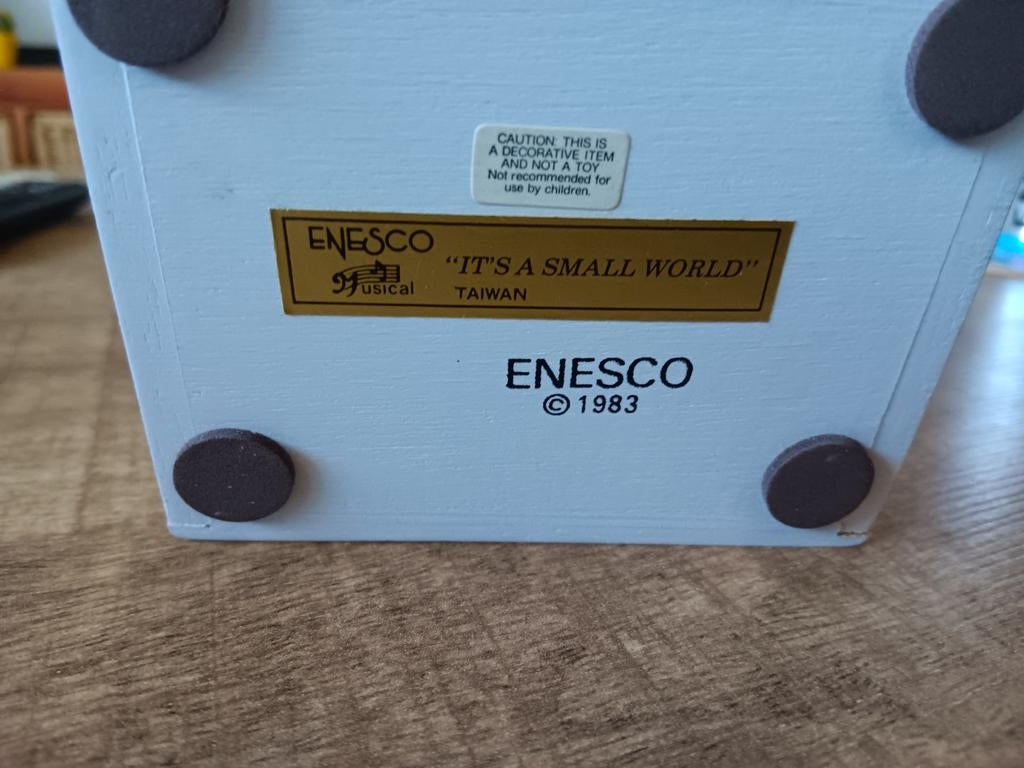 CAUTION: THIS IS
A DECORATIVE ITEM
AND NOT A TOY
Not recommended for
use by children.
ENESCO
Musical
"IT'S A SMALL WORLD"
TAIWAN
ENESCO
© 1983